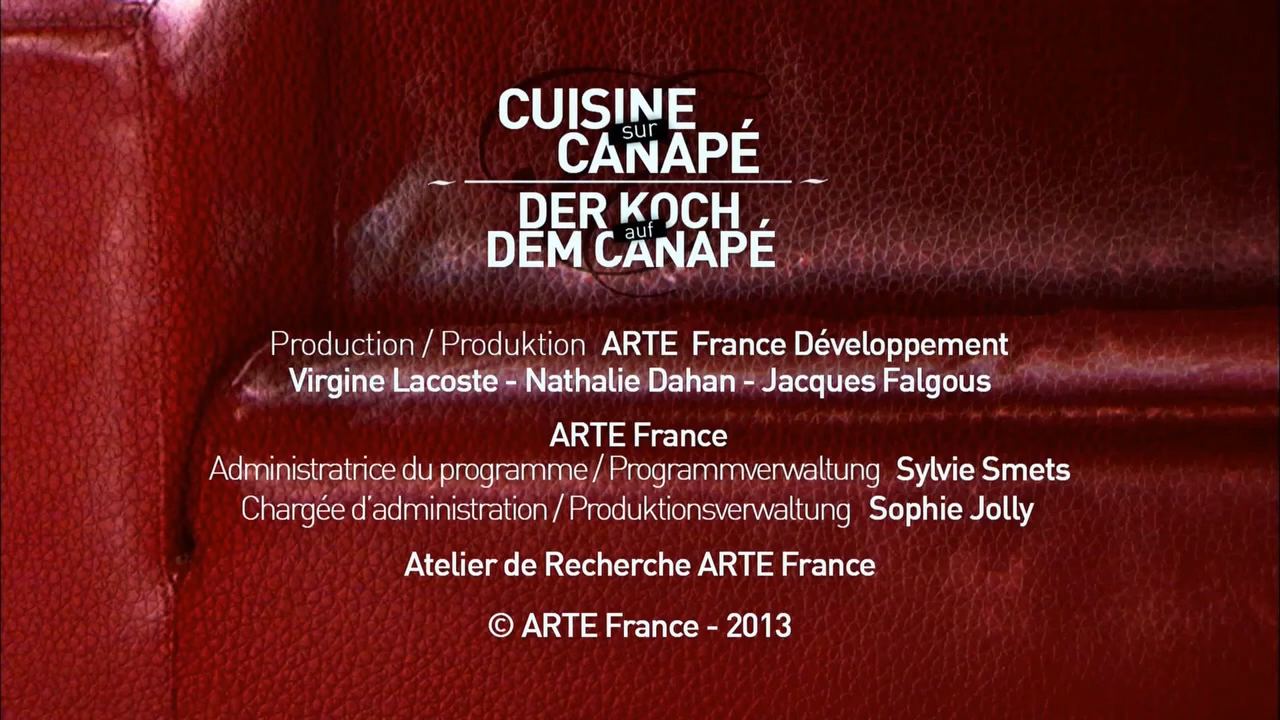 CUISINE
sur
CANAPÉ
DER KOCH
auf
DEM CANAPÉ
Production / Produktion ARTE France Développement
Virgine Lacoste - Nathalie Dahan - Jacques Falgous
ARTE France
Administratrice du programme / Programmverwaltung Sylvie Smets
Chargée d'administration / Produktionsverwaltung Sophie Jolly
Atelier de Recherche ARTE France
© ARTE France - 2013